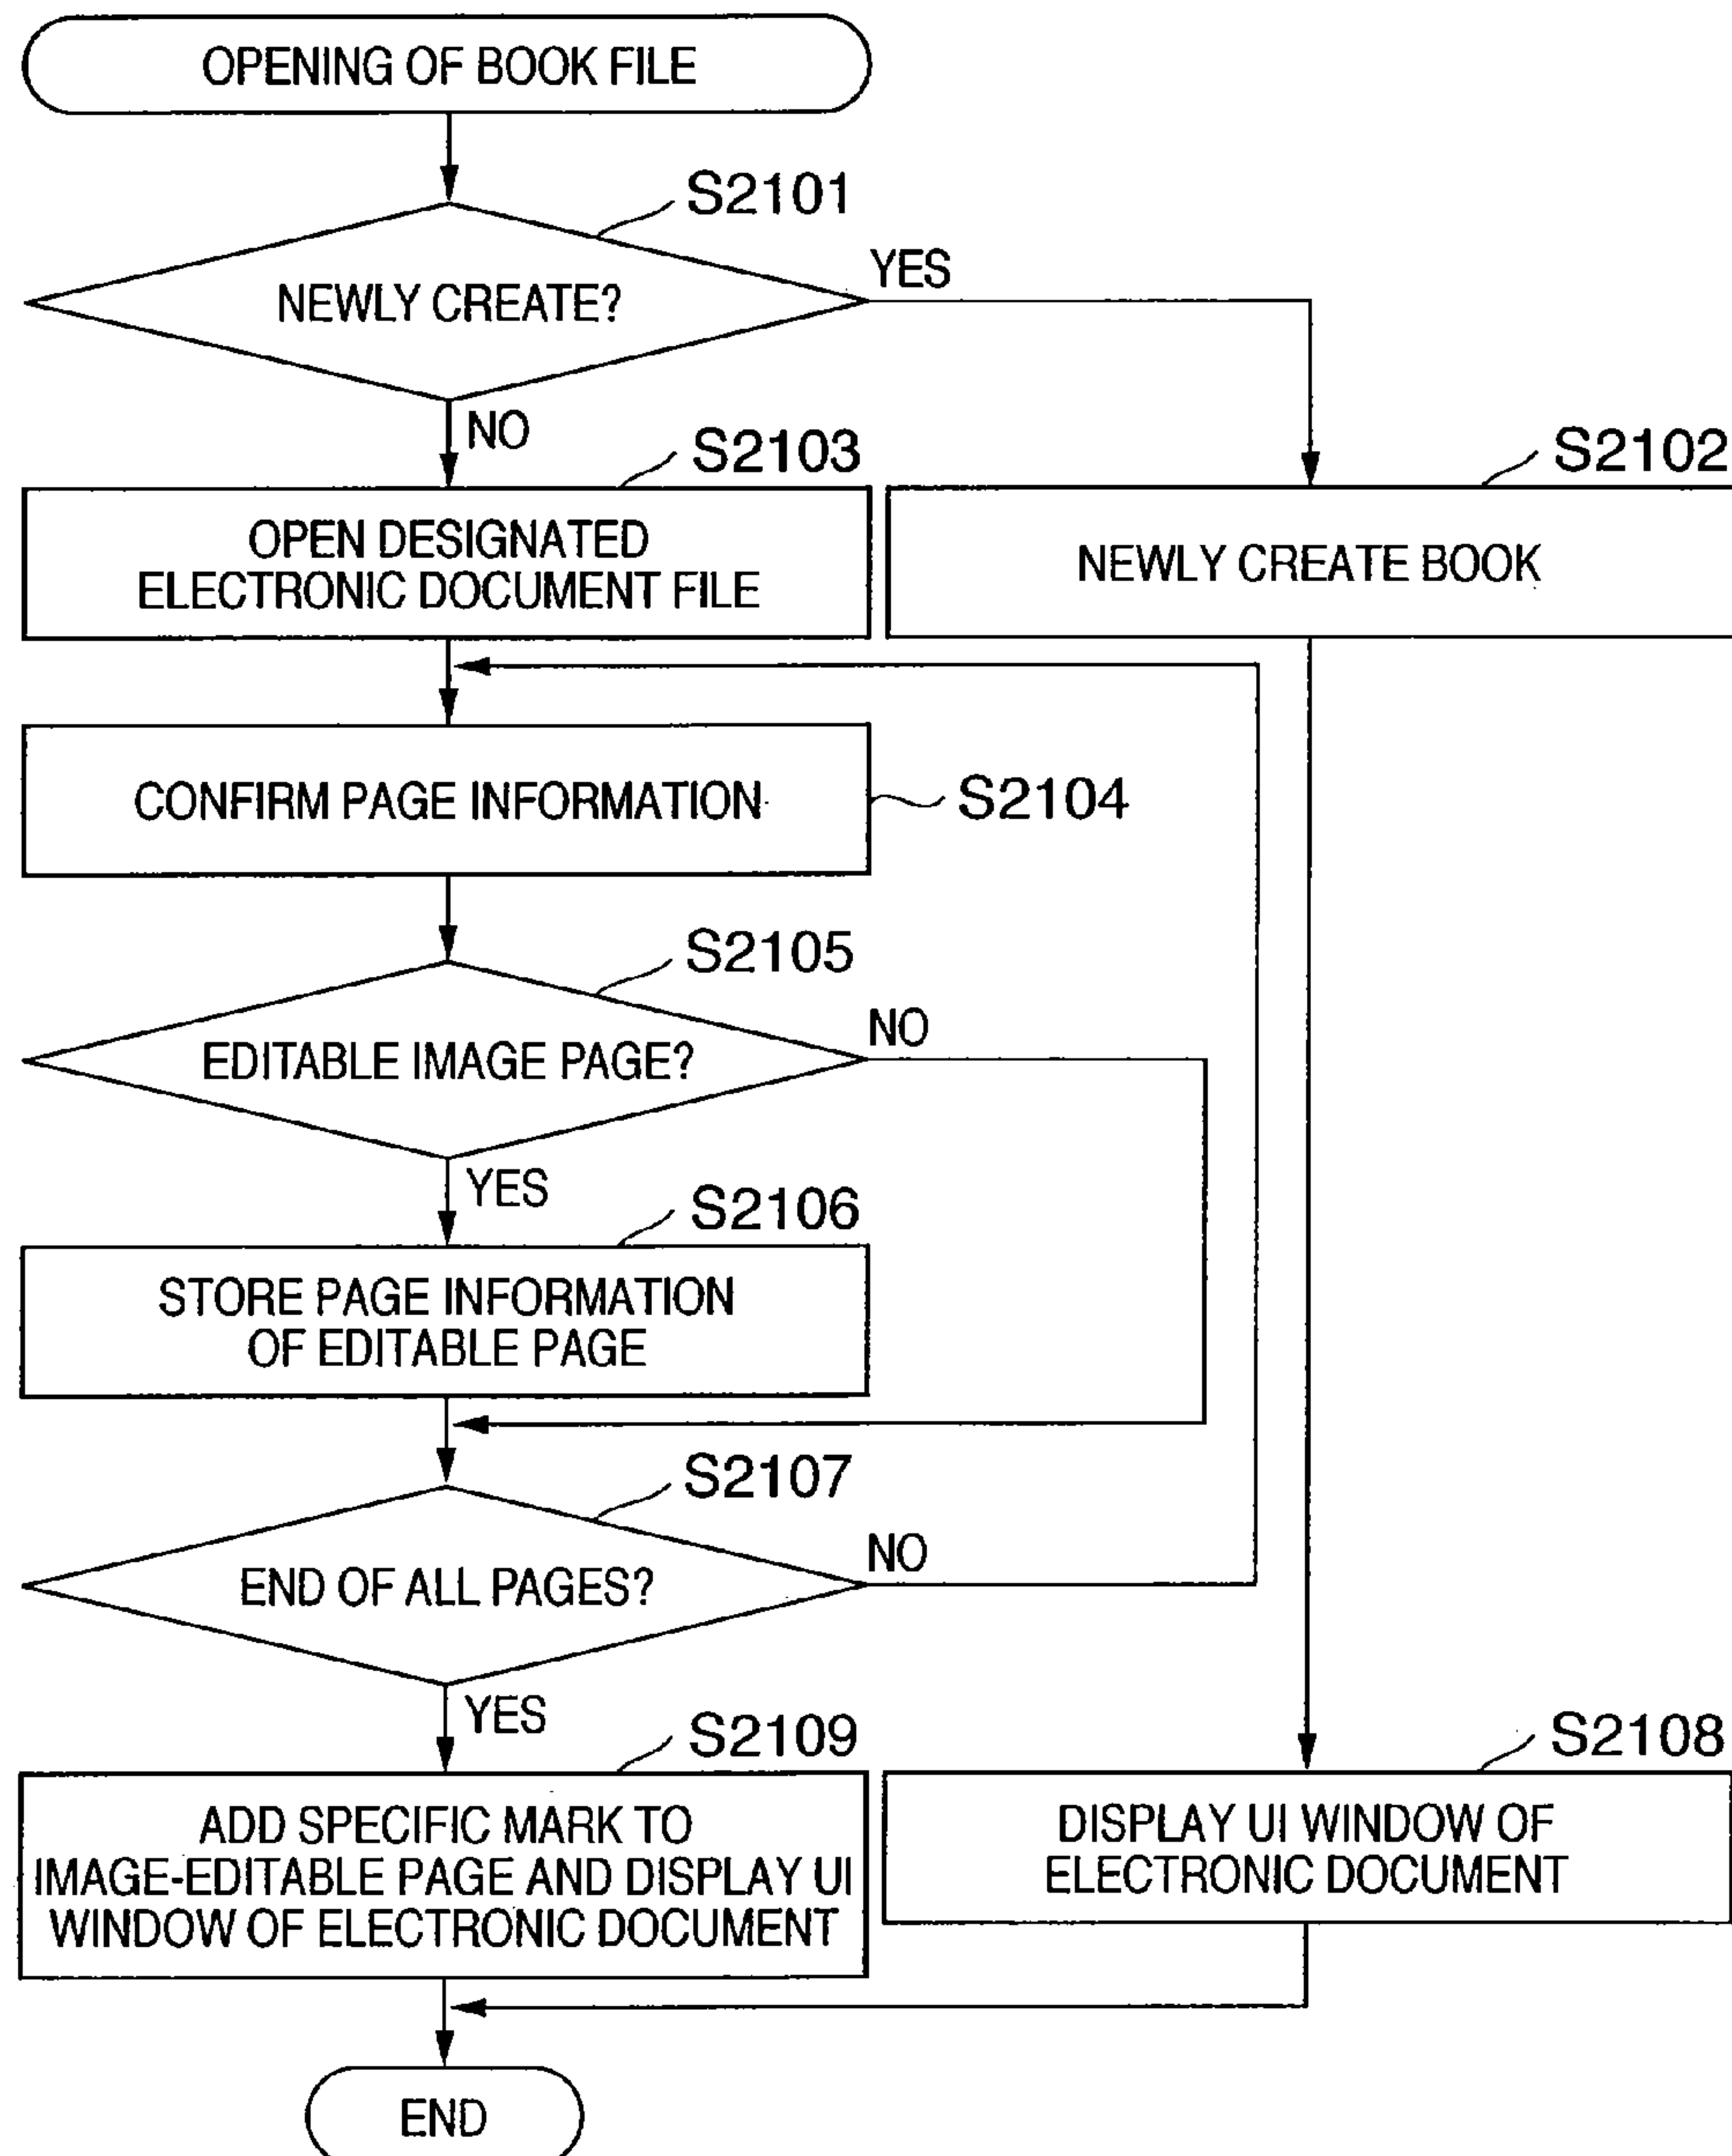 OPENING OF BOOK FILE
S2101
NEWLY CREATE?
YES
NO
S2103
S2102
OPEN DESIGNATED
ELECTRONIC DOCUMENT FILE
NEWLY CREATE BOOK
CONFIRM PAGE INFORMATION
S2104
S2105
EDITABLE IMAGE PAGE?
NO
YES
S2106
STORE PAGE INFORMATION
OF EDITABLE PAGE
S2107
END OF ALL PAGES?
NO
YES
S2109
S2108
ADD SPECIFIC MARK TO
IMAGE-EDITABLE PAGE AND DISPLAY UI
WINDOW OF ELECTRONIC DOCUMENT
DISPLAY UI WINDOW OF
ELECTRONIC DOCUMENT
END